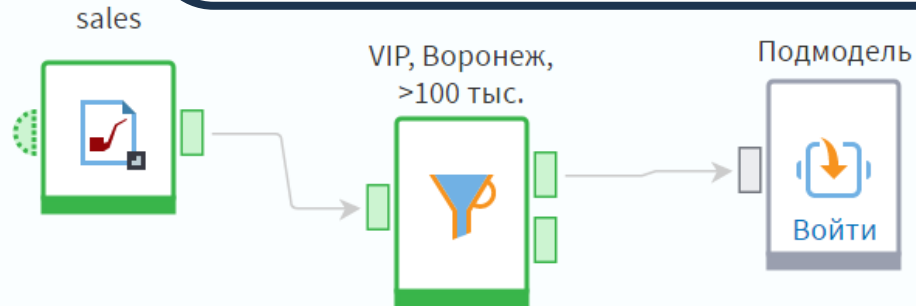 sales
VIP, Воронеж,
>100 тыс.
Подмодель
Войти